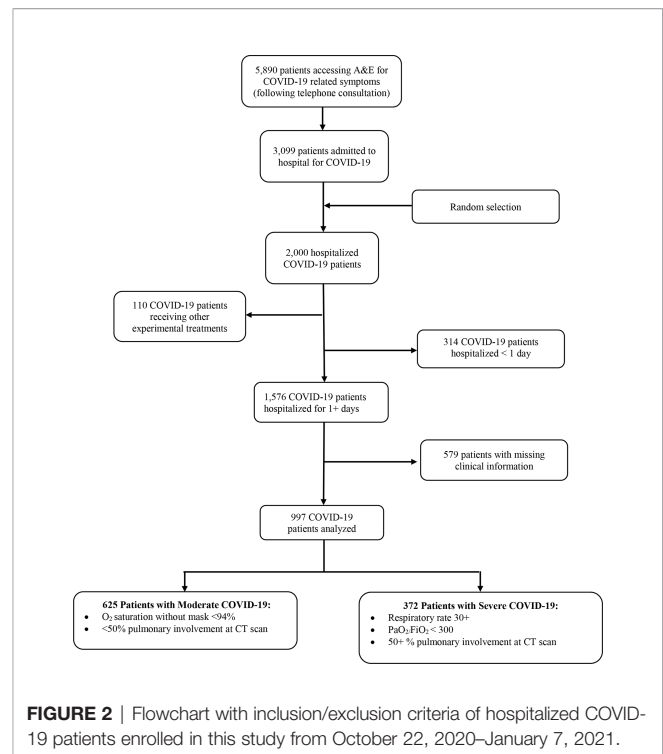 5,890 patients accessing A&E for
COVID-19 related symptoms
(following telephone consultation)
3,099 patients admitted to
hospital for COVID-19
Random selection
2,000 hospitalized
COVID-19 patients
110 COVID-19 patients
receiving other
experimental treatments
314 COVID-19 patients
hospitalized < 1 day
1,576 COVID-19 patients
hospitalized for 1+ days
579 patients with missing
clinical information
997 COVID-19
patients analyzed
625 Patients with Moderate COVID-19:
• O2 saturation without mask <94%
• <50% pulmonary involvement at CT scan
372 Patients with Severe COVID-19:
• Respiratory rate 30+
• PaO2/FiO2 < 300
• 50+ % pulmonary involvement at CT scan
FIGURE 2 | Flowchart with inclusion/exclusion criteria of hospitalized COVID-
19 patients enrolled in this study from October 22, 2020–January 7, 2021.